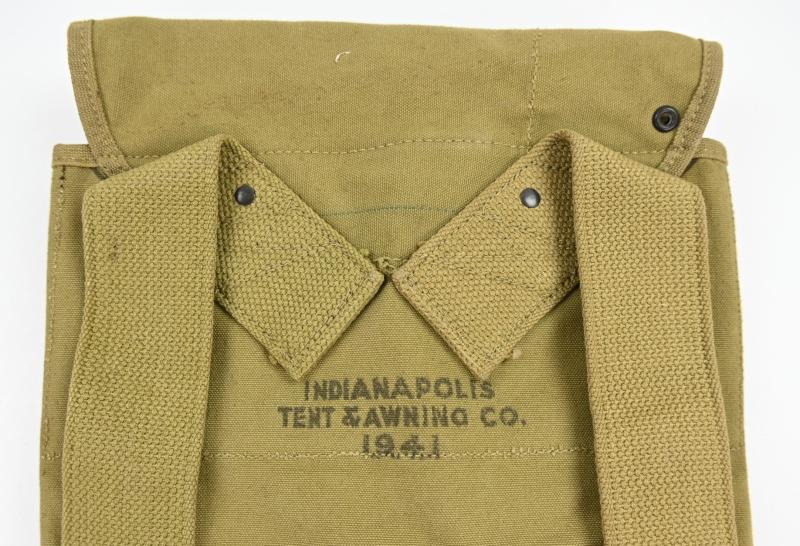 INDIANAPOLIS
TENT & AWNING CO.
1941